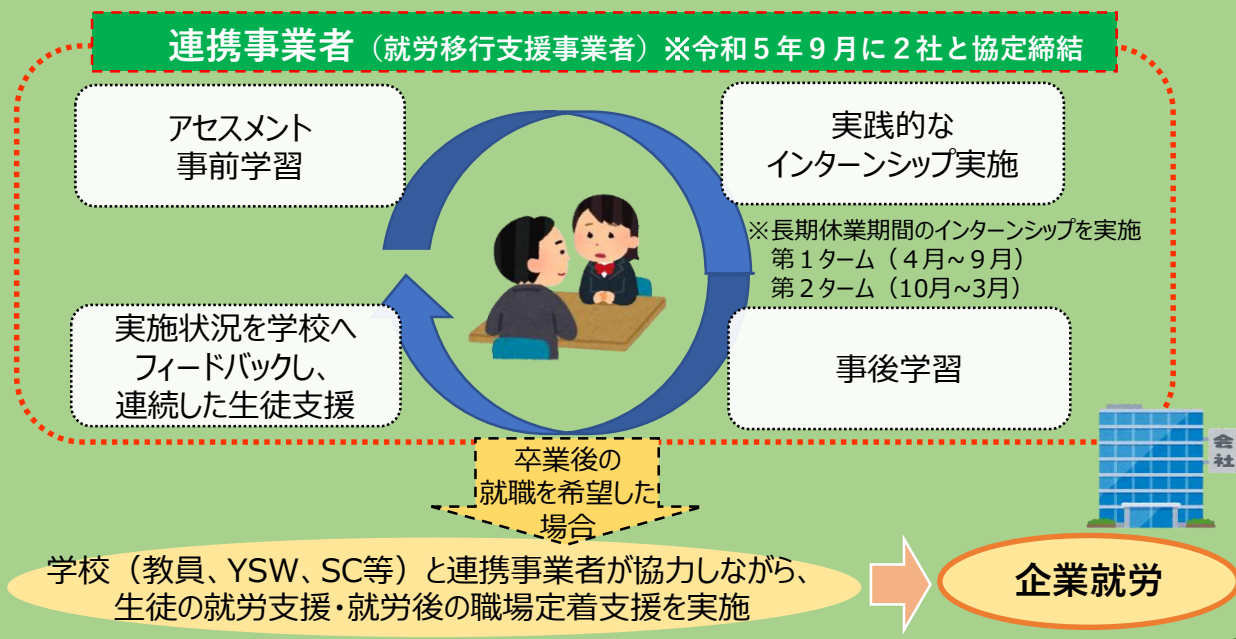 連携事業者（就労移行支援事業者）※令和５年９月に２社と協定締結
アセスメント
事前学習
実践的な
インターンシップ実施
※長期休業期間のインターンシップを実施
第１ターム（４月~９月）
第２ターム（10月~3月）
実施状況を学校へ
フィードバックし、
連続した生徒支援
事後学習
会社
卒業後の
就職を希望した
場合
学校（教員、YSW、SC等）と連携事業者が協力しながら、
生徒の就労支援・就労後の職場定着支援を実施
企業就労